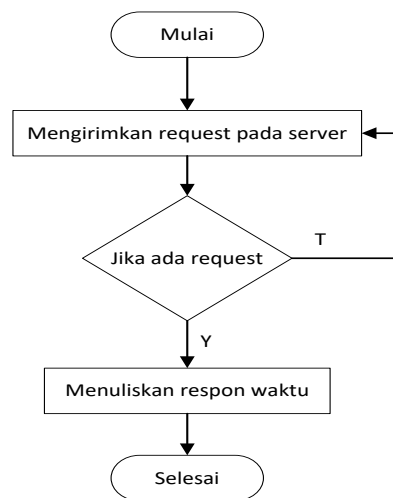 Mulai
Mengirimkan request pada server
Jika ada request
T
Y
Menuliskan respon waktu
Selesai